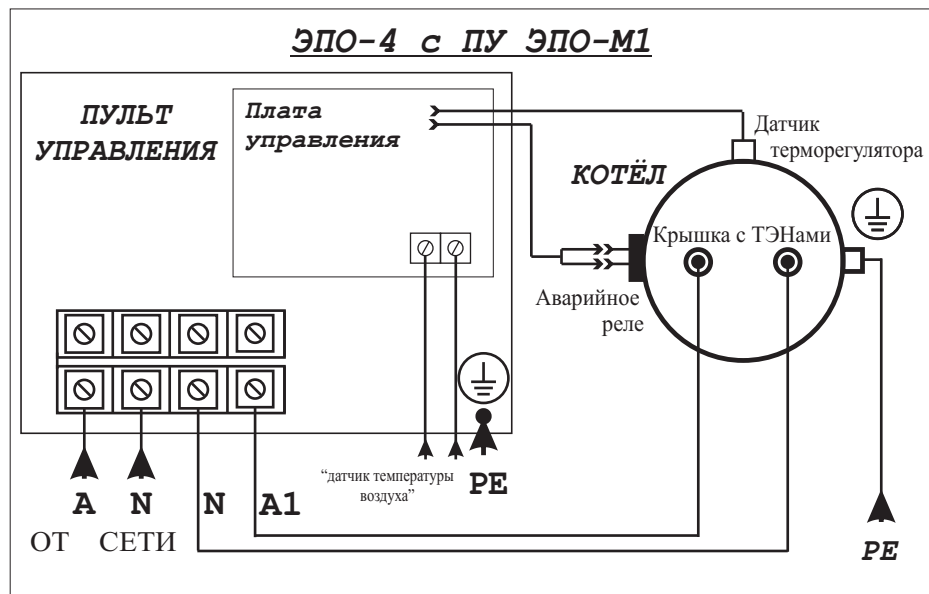 ЭПО-4 с ПУ ЭПО-М1
ПУЛЬТ
УПРАВЛЕНИЯ
Плата
управления
Датчик
терморегулятора
КОТЁЛ
Крышка с ТЭНами
Аварийное
реле
“датчик температуры
воздуха”
PE
A N N A1
ОТ СЕТИ
PE